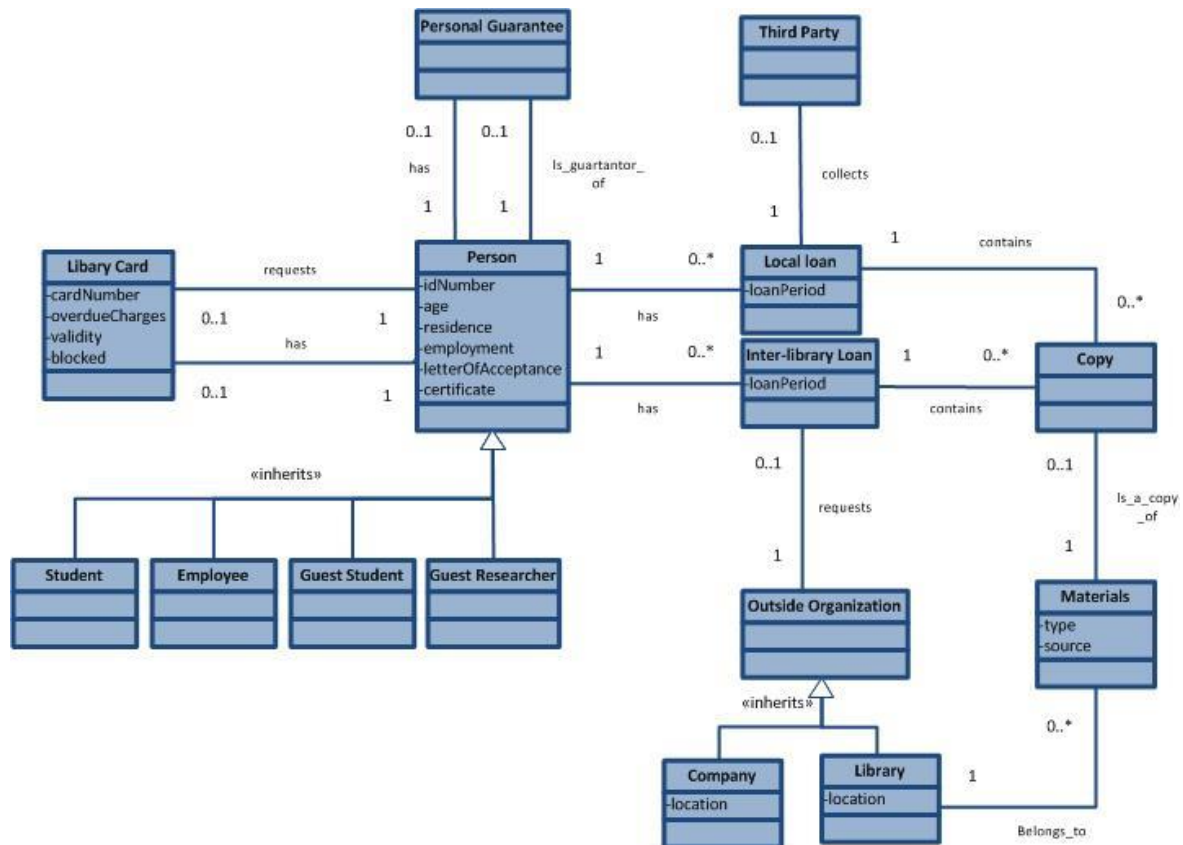 Personal Guarantee
Third Party
0..1
0..1
has
Is_guartantor_
of
1
1
0..1
collects
1
Libary Card
-cardNumber
-overdueCharges
-validity
-blocked
requests
0..1
1
has
0..1
1
Person
-idNumber
-age
-residence
-employment
-letterOfAcceptance
-certificate
1
0..*
has
1
0..*
has
Local loan
-loanPeriod
1
contains
0..*
Inter-library Loan
-loanPeriod
1
0..*
contains
Copy
«inherits»
Student
Employee
Guest Student
Guest Researcher
0..1
requests
1
0..1
Is_a_copy
_of
1
Outside Organization
Materials
-type
-source
«inherits»
0..*
Company
-location
Library
-location
1
Belongs_to